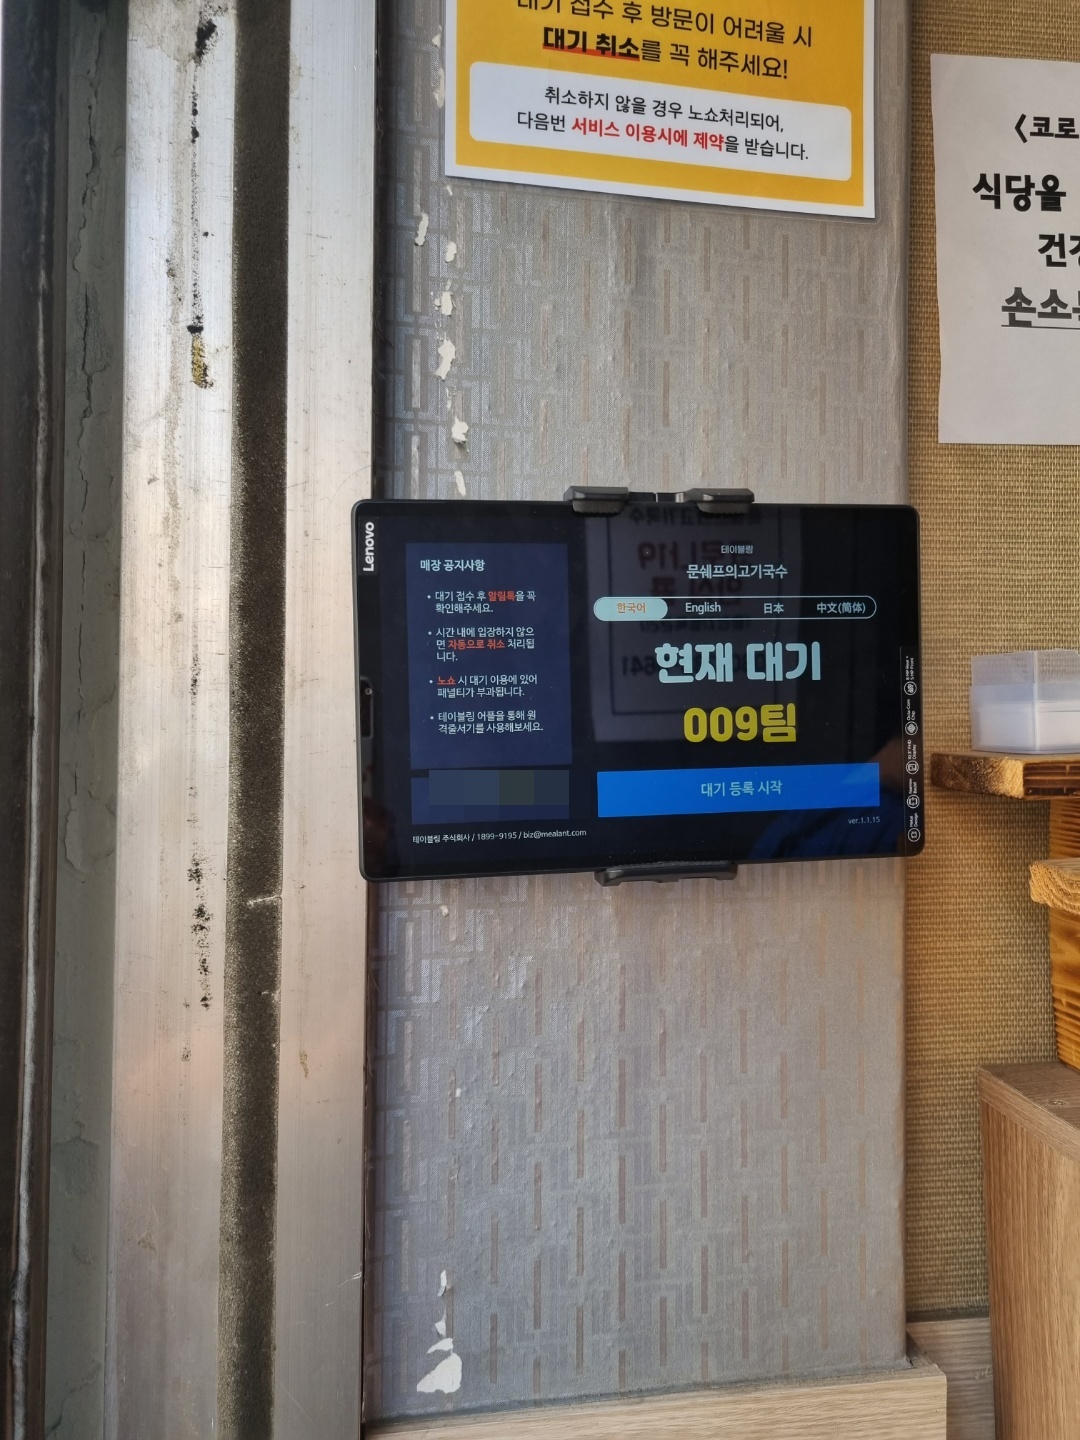 대기 접수 후 방문이 어려울 시
대기 취소를 꼭 해주세요!
취소하지 않을 경우 노쇼처리되어,
다음번 서비스 이용시에 제약을 받습니다.
<코로
식당을
건강
손소독
Lenovo
매장 공지사항
• 대기 접수 후 알림톡을 꼭
확인해주세요.
• 시간 내에 입장하지 않으
면 자동으로 취소 처리됩
니다.
• 노쇼 시 대기 이용에 있어
패널티가 부과됩니다.
• 테이블링 어플을 통해 원
격줄서기를 사용해보세요.
테이블링 주식회사 / 1899-9195 / biz@mealant.com
테이블링
문쉐프의고기국수
한국어 English 日本 中文(简体)
현재 대기
009팀
대기 등록 시작
ver.1.1.15